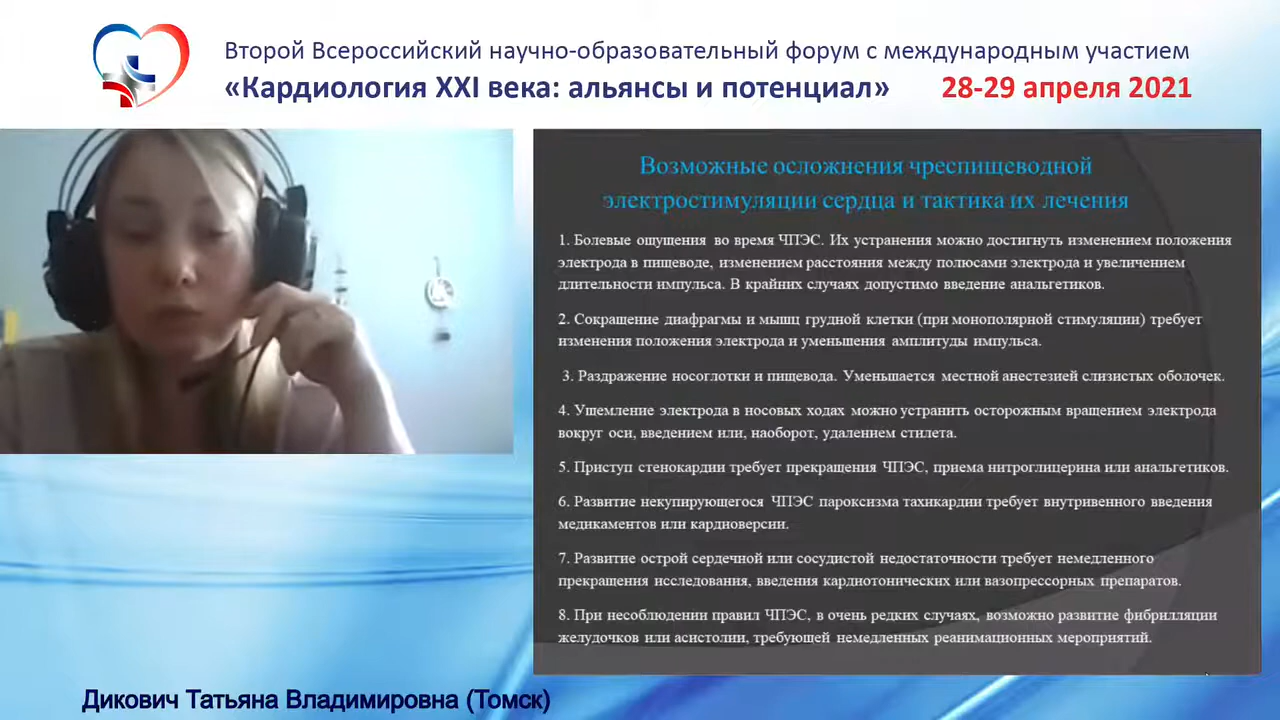 Второй Всероссийский научно-образовательный форум с международным участием
«Кардиология XXI века: альянсы и потенциал» 28-29 апреля 2021
Возможные осложнения чреспищеводной
электростимуляции сердца и тактика их лечения
1. Болевые ощущения во время ЧПЭС. Их устранения можно достигнуть изменением положения
электрода в пищеводе, изменением расстояния между полюсами электрода и увеличением
длительности импульса. В крайних случаях допустимо введение анальгетиков.
2. Сокращение диафрагмы и мышц грудной клетки (при монополярной стимуляции) требует
изменения положения электрода и уменьшения амплитуды импульса.
3. Раздражение носоглотки и пищевода. Уменьшается местной анестезией слизистых оболочек.
4. Ущемление электрода в носовых ходах можно устранить осторожным вращением электрода
вокруг оси, введением или, наоборот, удалением стилета.
5. Приступ стенокардии требует прекращения ЧПЭС, приема нитроглицерина или анальгетиков.
6. Развитие некупирующегося ЧПЭС пароксизма тахикардии требует внутривенного введения
медикаментов или кардиоверсии.
7. Развитие острой сердечной или сосудистой недостаточности требует немедленного
прекращения исследования, введения кардиотонических или вазопрессорных препаратов.
8. При несоблюдении правил ЧПЭС, в очень редких случаях, возможно развитие фибрилляции
желудочков или асистолии, требующей немедленных реанимационных мероприятий.
Дикович Татьяна Владимировна (Томск)